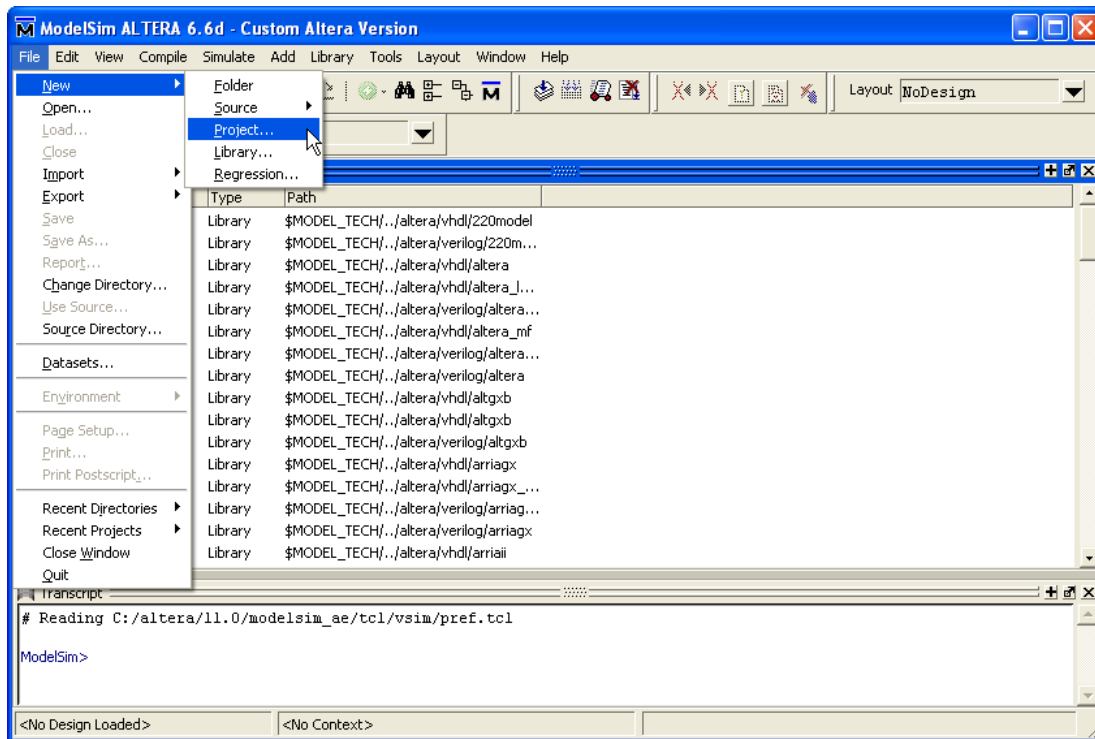 ModelSim ALTERA 6.6d - Custom Altera Version
File Edit View Compile Simulate Add Library Tools Layout Window Help
New
Open...
Load...
Close
Import
Export
Save
Save As...
Report...
Change Directory...
Use Source...
Source Directory...
Datasets...
Environment
Page Setup...
Print...
Print Postscript...
Recent Directories
Recent Projects
Close Window
Quit
Folder
Source
Project...
Library...
Regression...
Layout NoDesign
Type Path
Library $MODEL_TECH/../altera/vhdl/220model
Library $MODEL_TECH/../altera/verilog/220m...
Library $MODEL_TECH/../altera/vhdl/altera
Library $MODEL_TECH/../altera/vhdl/altera_l...
Library $MODEL_TECH/../altera/verilog/altera...
Library $MODEL_TECH/../altera/vhdl/altera_mf
Library $MODEL_TECH/../altera/verilog/altera...
Library $MODEL_TECH/../altera/verilog/altera
Library $MODEL_TECH/../altera/vhdl/altgxb
Library $MODEL_TECH/../altera/vhdl/altgxb
Library $MODEL_TECH/../altera/verilog/altgxb
Library $MODEL_TECH/../altera/vhdl/arriagx
Library $MODEL_TECH/../altera/vhdl/arriagx_...
Library $MODEL_TECH/../altera/verilog/arriag...
Library $MODEL_TECH/../altera/verilog/arriagx
Library $MODEL_TECH/../altera/vhdl/arriaii
Transcript
# Reading C:/altera/11.0/modelsim_ae/tcl/vsim/pref.tcl
ModelSim>
<No Design Loaded> <No Context>